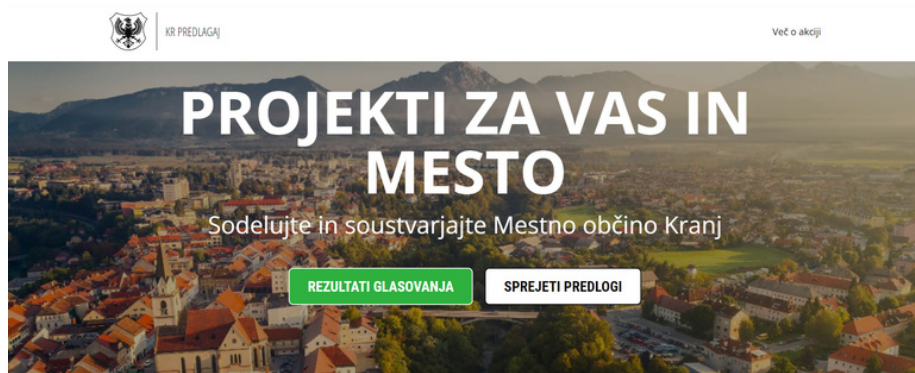 KR PREDLAGAJ
Več o akciji
PROJEKTI ZA VAS IN
MESTO
Sodelujte in soustvarjajte Mestno občino Kranj
REZULTATI GLASOVANJA
SPREJETI PREDLOGI